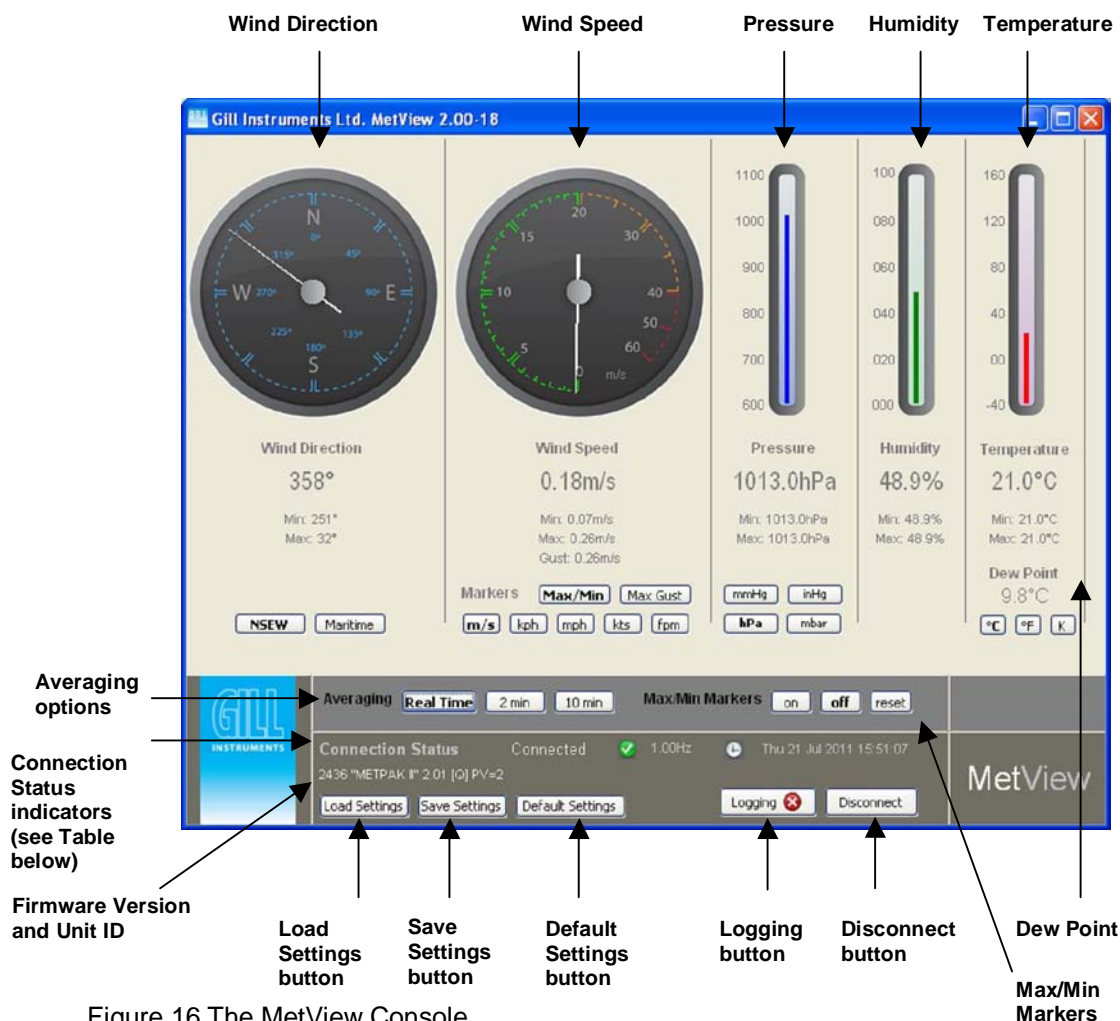 Wind Direction
Wind Speed
Pressure
Humidity
Temperature
Gill Instruments Ltd. MetView 2.00-18
N
0°
45°
90°
E
135°
180°
S
225°
270°
W
315°
0
5
10
15
20
30
40
50
60
m/s
1100
1000
900
800
700
600
100
080
060
040
020
000
160
120
80
40
00
-40
Wind Direction
358°
Min: 251°
Max: 32°
NSEW
Maritime
Wind Speed
0.18m/s
Min: 0.07m/s
Max: 0.26m/s
Gust: 0.26m/s
Markers Max/Min Max Gust
m/s kph mph kts fpm
Pressure
1013.0hPa
Min: 1013.0hPa
Max: 1013.0hPa
mmHg inHg
hPa mbar
Humidity
48.9%
Min: 48.9%
Max: 48.9%
Temperature
21.0°C
Min: 21.0°C
Max: 21.0°C
Dew Point
9.8°C
°C °F K
GILL
INSTRUMENTS
Averaging Real Time 2 min 10 min Max/Min Markers on off reset
Connection Status Connected 1.00Hz Thu 21 Jul 2011 15:51:07
2436 "METPAK II" 2.01 [Q] PV=2
Load Settings Save Settings Default Settings Logging Disconnect
MetView
Averaging
options
Connection
Status
indicators
(see Table
below)
Firmware Version
and Unit ID
Load
Settings
button
Save
Settings
button
Default
Settings
button
Logging
button
Disconnect
button
Dew Point
Max/Min
Markers
Figure 16 The MetView Console